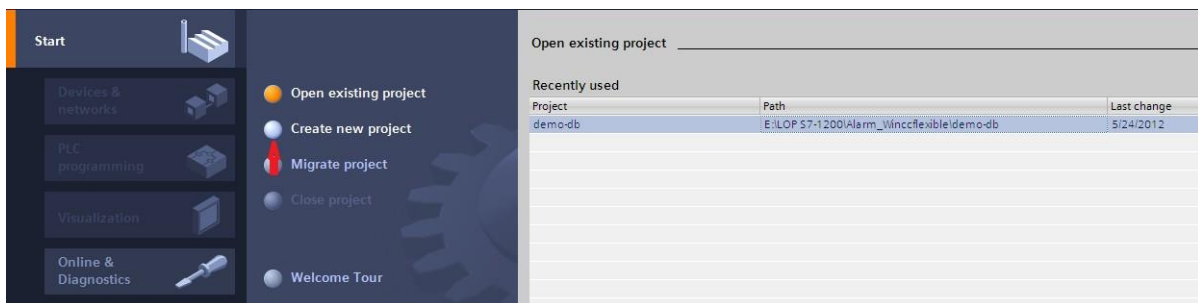 Start
Devices &
networks
PLC
programming
Visualization
Online &
Diagnostics
Open existing project
Create new project
Migrate project
Close project
Welcome Tour
Open existing project
Recently used
Project Path Last change
demo-db E:\LOP S7-1200\Alarm_Winccflexible\demo-db 5/24/2012